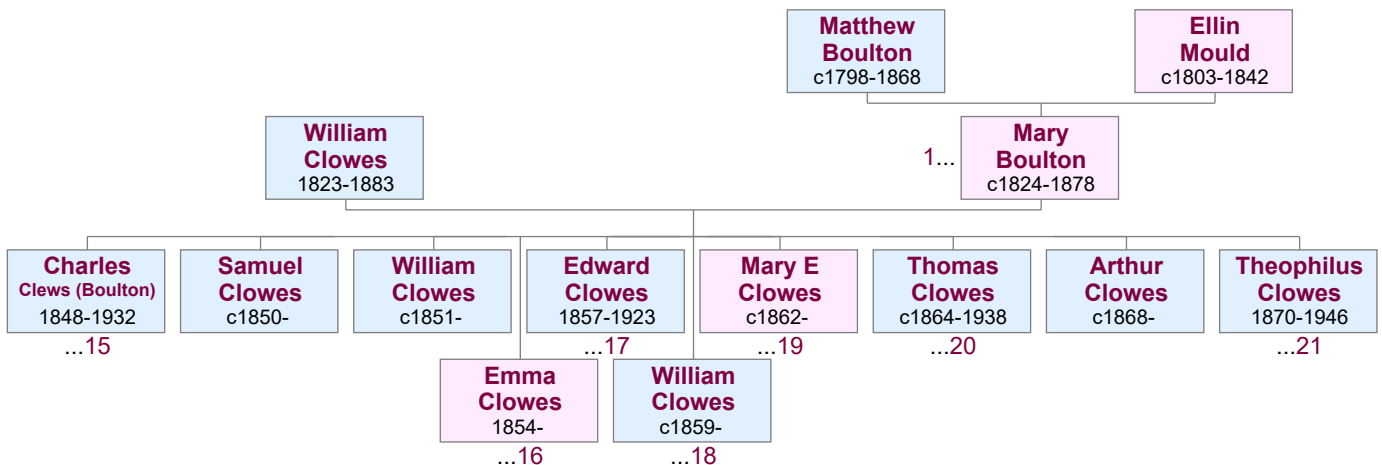 Matthew
Boulton
c1798-1868
Ellin
Mould
c1803-1842
William
Clowes
1823-1883
1...
Mary
Boulton
c1824-1878
Charles
Clews (Boulton)
1848-1932
...15
Samuel
Clowes
c1850-
William
Clowes
c1851-
Edward
Clowes
1857-1923
...17
Mary E
Clowes
c1862-
...19
Thomas
Clowes
c1864-1938
...20
Arthur
Clowes
c1868-
Theophilus
Clowes
1870-1946
...21
Emma
Clowes
1854-
...16
William
Clowes
c1859-
...18